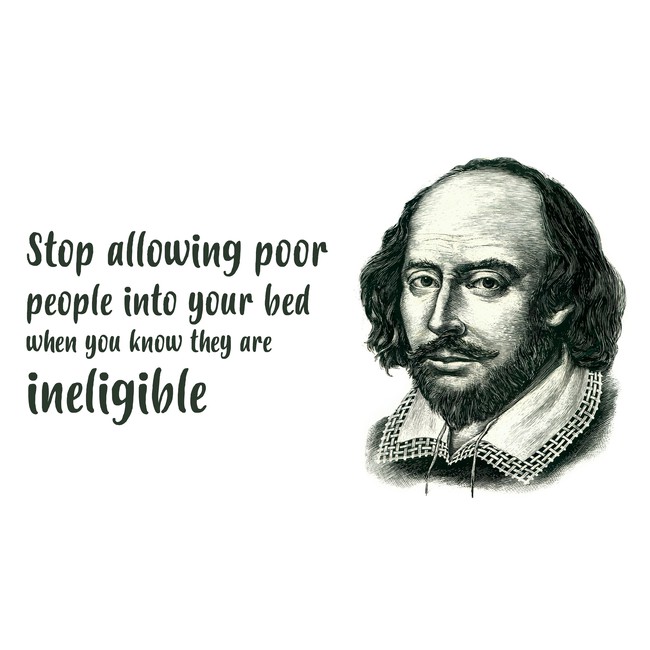 Stop allowing poor
people into your bed
when you know they are
ineligible